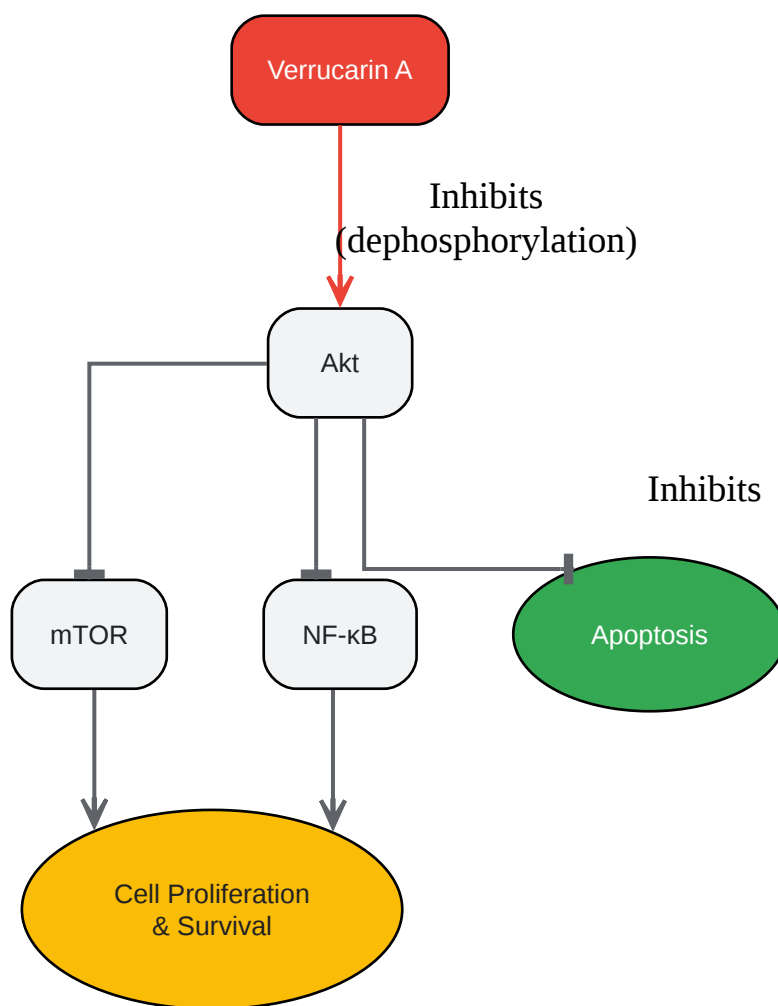 Verrucarin A
Inhibits
(dephosphorylation)
Akt
Inhibits
mTOR
NF-κB
Apoptosis
Cell Proliferation
& Survival